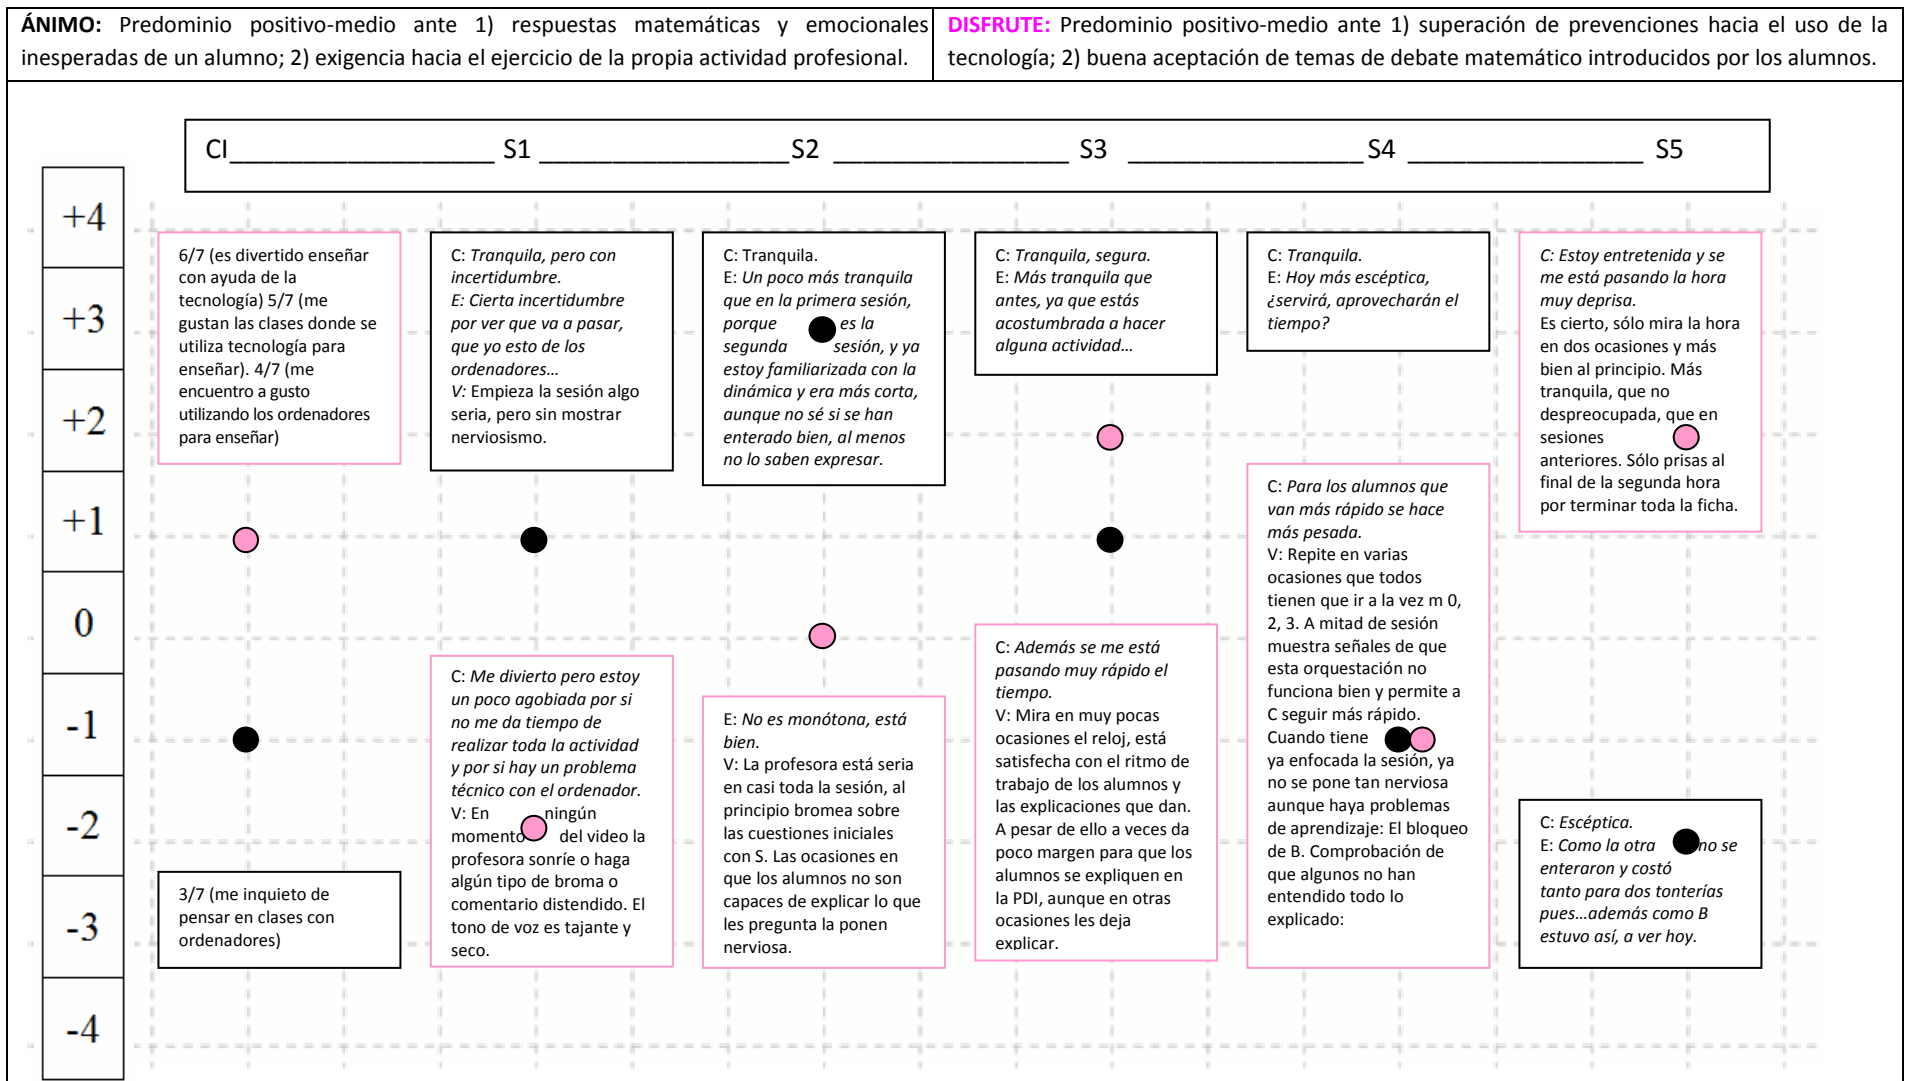 ÁNIMO: Predominio positivo-medio ante 1) respuestas matemáticas y emocionales
inesperadas de un alumno; 2) exigencia hacia el ejercicio de la propia actividad profesional.
DISFRUTE: Predominio positivo-medio ante 1) superación de prevenciones hacia el uso de la
tecnología; 2) buena aceptación de temas de debate matemático introducidos por los alumnos.
CI___________________ S1 __________________S2 _________________ S3 _________________S4 _________________ S5
+4
+3
+2
+1
0
-1
-2
-3
-4
6/7 (es divertido enseñar
con ayuda de la
tecnología) 5/7 (me
gustan las clases donde se
utiliza tecnología para
enseñar). 4/7 (me
encuentro a gusto
utilizando los ordenadores
para enseñar)
3/7 (me inquieto de
pensar en clases con
ordenadores)
C: Tranquila, pero con
incertidumbre.
E: Cierta incertidumbre
por ver que va a pasar,
que yo esto de los
ordenadores...
V: Empieza la sesión algo
seria, pero sin mostrar
nerviosismo.
C: Me divierto pero estoy
un poco agobiada por si
no me da tiempo de
realizar toda la actividad
y por si hay un problema
técnico con el ordenador.
V: En ningún
momento del video la
profesora sonríe o haga
algún tipo de broma o
comentario distendido. El
tono de voz es tajante y
seco.
C: Tranquila.
E: Un poco más tranquila
que en la primera sesión,
porque es la
segunda sesión, y ya
estoy familiarizada con la
dinámica y era más corta,
aunque no sé si se han
enterado bien, al menos
no lo saben expresar.
E: No es monótona, está
bien.
V: La profesora está seria
en casi toda la sesión, al
principio bromea sobre
las cuestiones iniciales
con S. Las ocasiones en
que los alumnos no son
capaces de explicar lo que
les pregunta la ponen
nerviosa.
C: Tranquila, segura.
E: Más tranquila que
antes, ya que estás
acostumbrada a hacer
alguna actividad...
C: Además se me está
pasando muy rápido el
tiempo.
V: Mira en muy pocas
ocasiones el reloj, está
satisfecha con el ritmo de
trabajo de los alumnos y
las explicaciones que dan.
A pesar de ello a veces da
poco margen para que los
alumnos se expliquen en
la PDI, aunque en otras
ocasiones les deja
explicar.
C: Tranquila.
E: Hoy más escéptica,
¿servirá, aprovecharán el
tiempo?
C: Para los alumnos que
van más rápido se hace
más pesada.
V: Repite en varias
ocasiones que todos
tienen que ir a la vez m 0,
2, 3. A mitad de sesión
muestra señales de que
esta orquestación no
funciona bien y permite a
C seguir más rápido.
Cuando tiene
ya enfocada la sesión, ya
no se pone tan nerviosa
aunque haya problemas
de aprendizaje: El bloqueo
de B. Comprobación de
que algunos no han
entendido todo lo
explicado:
C: Estoy entretenida y se
me está pasando la hora
muy deprisa.
Es cierto, sólo mira la hora
en dos ocasiones y más
bien al principio. Más
tranquila, que no
despreocupada, que en
sesiones
anteriores. Sólo prisas al
final de la segunda hora
por terminar toda la ficha.
C: Escéptica.
E: Como la otra no se
enteraron y costó
tanto para dos tonterías
pues...además como B
estuvo así, a ver hoy.